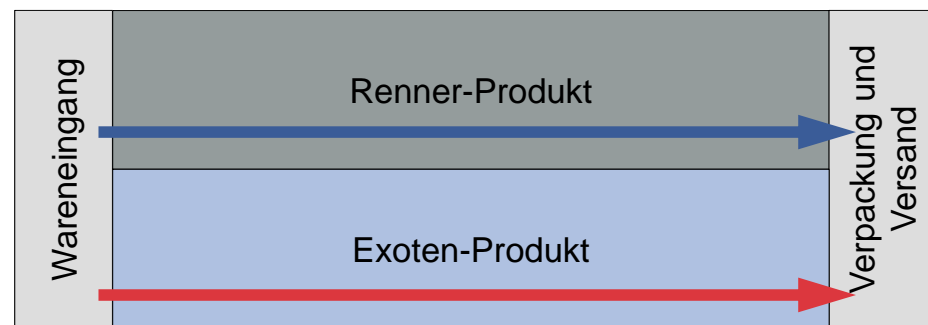 Wareneingang
Renner-Produkt
Exoten-Produkt
Verpackung und
Versand